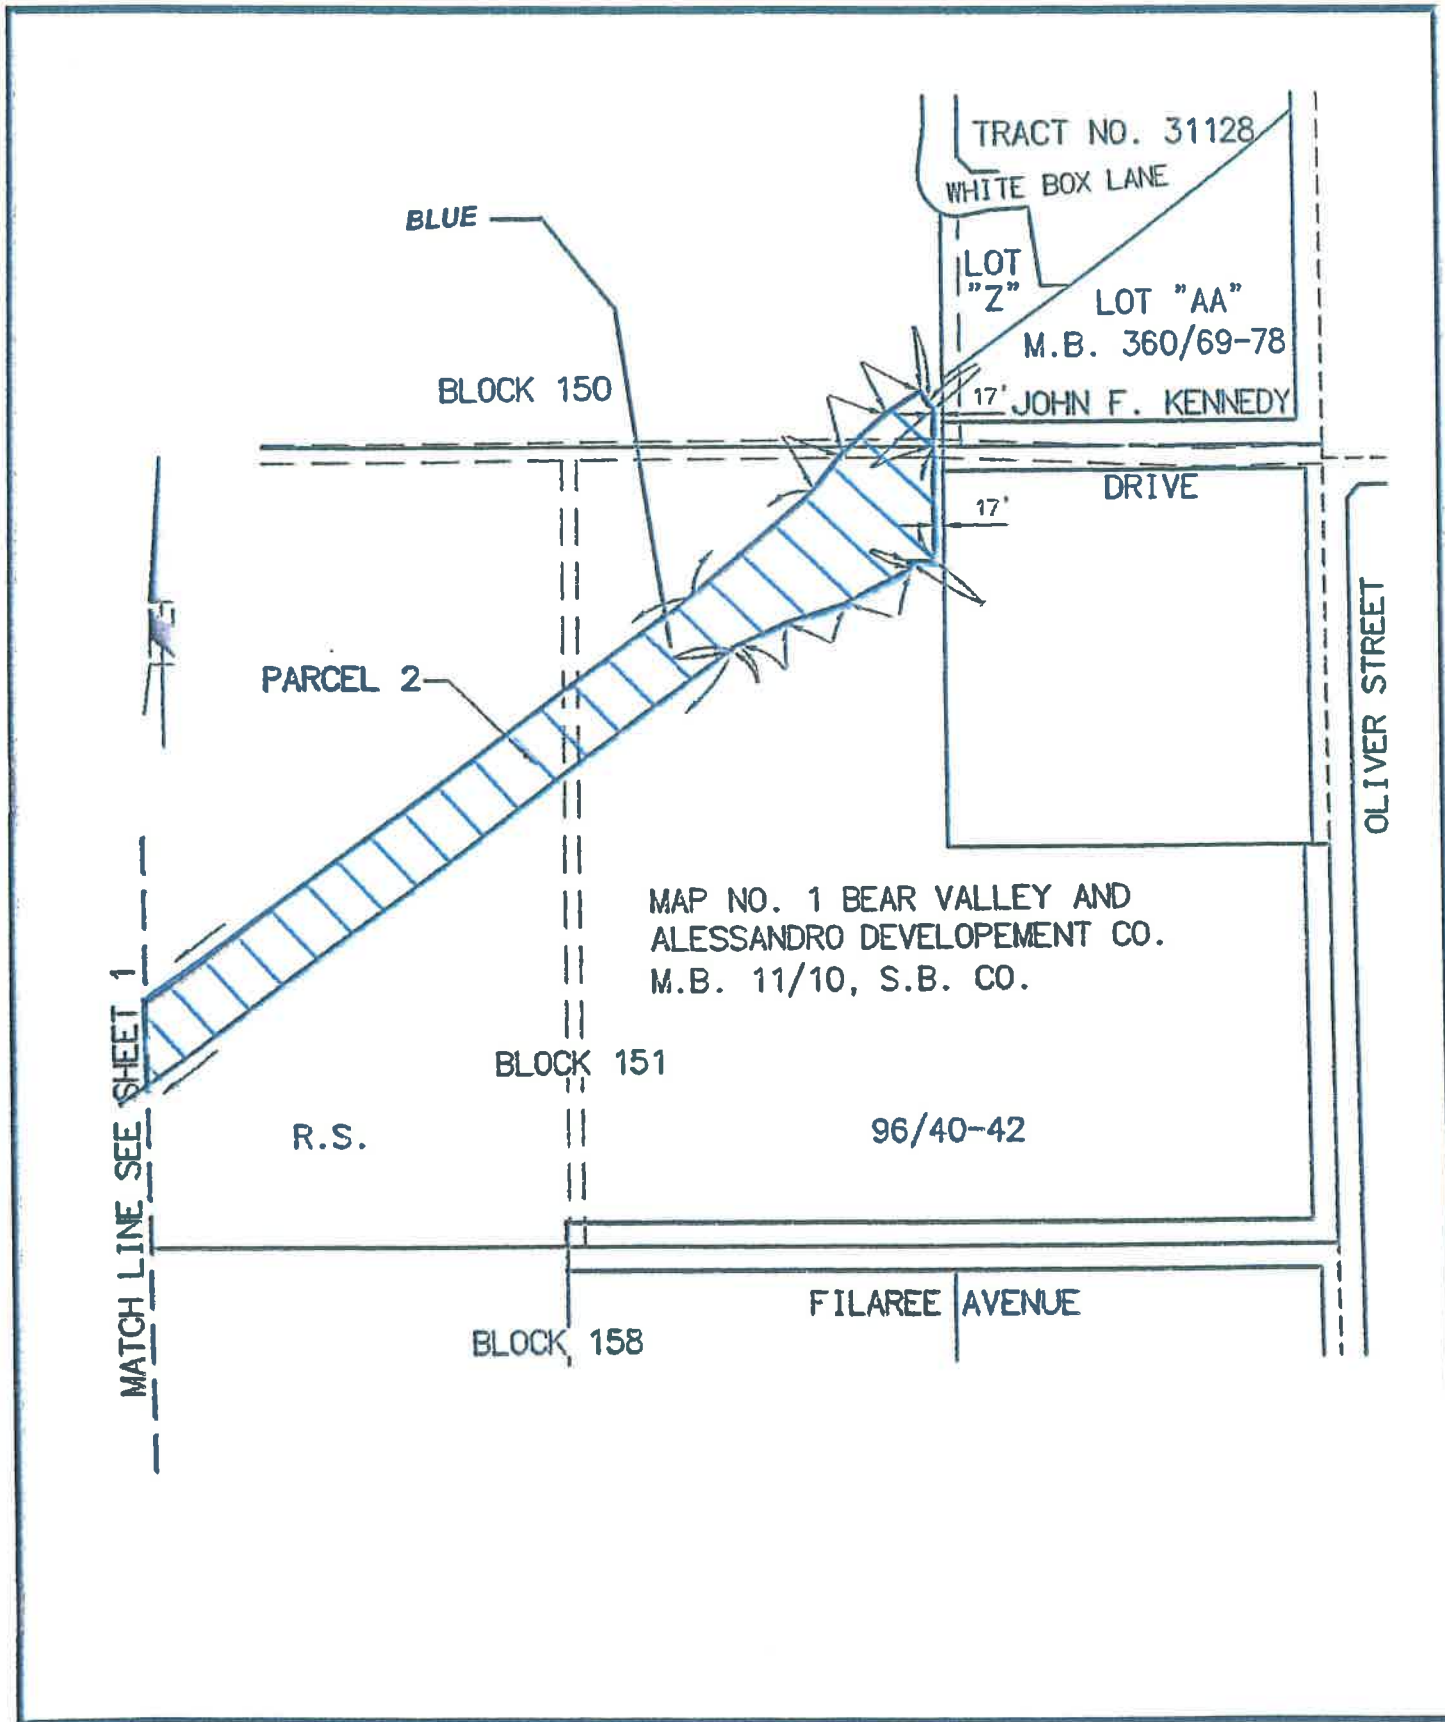 TRACT NO. 31128
WHITE BOX LANE
BLUE
LOT
"Z"
LOT "AA"
M.B. 360/69-78
BLOCK 150
17'
JOHN F. KENNEDY
DRIVE
17'
OLIVER STREET
PARCEL 2
MAP NO. 1 BEAR VALLEY AND
ALESSANDRO DEVELOPEMENT CO.
M.B. 11/10, S.B. CO.
MATCH LINE SEE SHEET 1
BLOCK 151
R.S.
96/40-42
FILAREE AVENUE
BLOCK 158